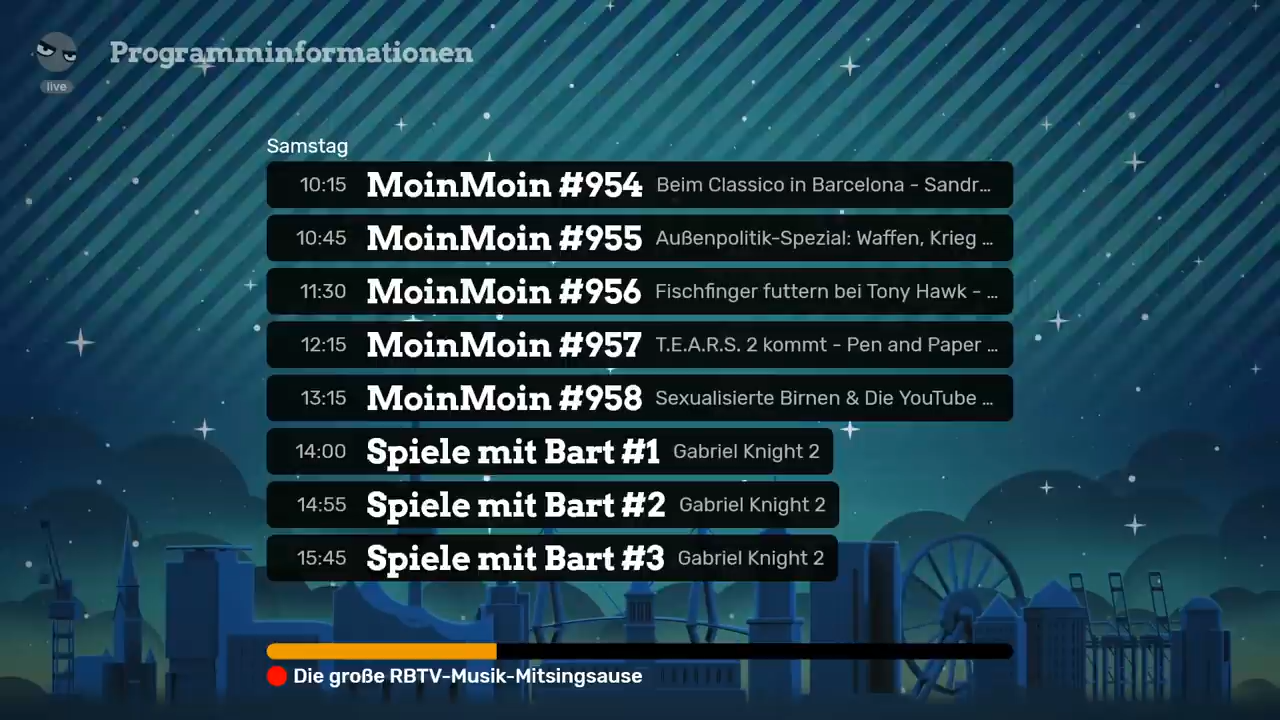 Programminformationen
live
Samstag
10:15 MoinMoin #954 Beim Classico in Barcelona - Sandr...
10:45 MoinMoin #955 Außenpolitik-Spezial: Waffen, Krieg ...
11:30 MoinMoin #956 Fischfinger futtern bei Tony Hawk - ...
12:15 MoinMoin #957 T.E.A.R.S. 2 kommt - Pen and Paper ...
13:15 MoinMoin #958 Sexualisierte Birnen & Die YouTube ...
14:00 Spiele mit Bart #1 Gabriel Knight 2
14:55 Spiele mit Bart #2 Gabriel Knight 2
15:45 Spiele mit Bart #3 Gabriel Knight 2
Die große RBTV-Musik-Mitsingsause